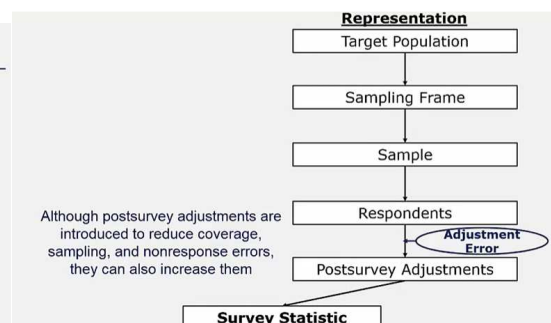 Representation
Target Population
Sampling Frame
Sample
Respondents
Although postsurvey adjustments are
introduced to reduce coverage,
sampling, and nonresponse errors,
they can also increase them
Adjustment
Error
Postsurvey Adjustments
Survey Statistic